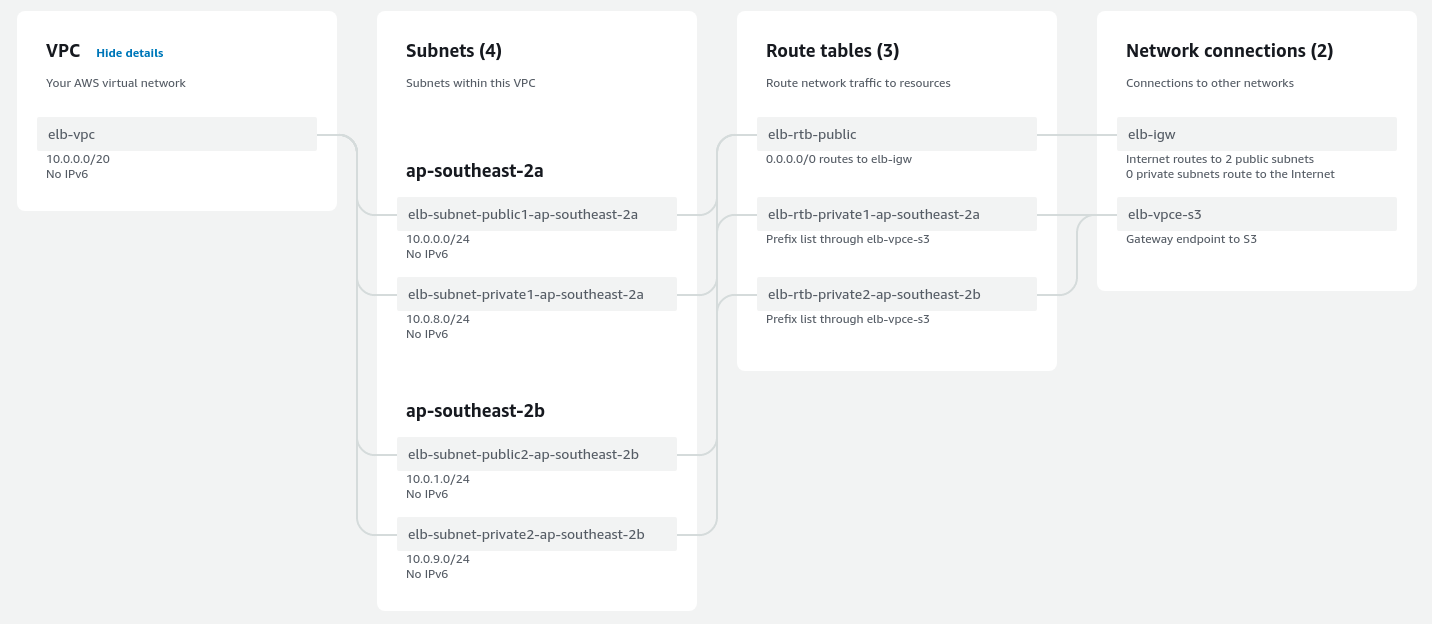 VPC Hide details
Your AWS virtual network
elb-vpc
10.0.0.0/20
No IPv6
Subnets (4)
Subnets within this VPC
ap-southeast-2a
elb-subnet-public1-ap-southeast-2a
10.0.0.0/24
No IPv6
elb-subnet-private1-ap-southeast-2a
10.0.8.0/24
No IPv6
ap-southeast-2b
elb-subnet-public2-ap-southeast-2b
10.0.1.0/24
No IPv6
elb-subnet-private2-ap-southeast-2b
10.0.9.0/24
No IPv6
Route tables (3)
Route network traffic to resources
elb-rtb-public
0.0.0.0/0 routes to elb-igw
elb-rtb-private1-ap-southeast-2a
Prefix list through elb-vpce-s3
elb-rtb-private2-ap-southeast-2b
Prefix list through elb-vpce-s3
Network connections (2)
Connections to other networks
elb-igw
Internet routes to 2 public subnets
0 private subnets route to the Internet
elb-vpce-s3
Gateway endpoint to S3